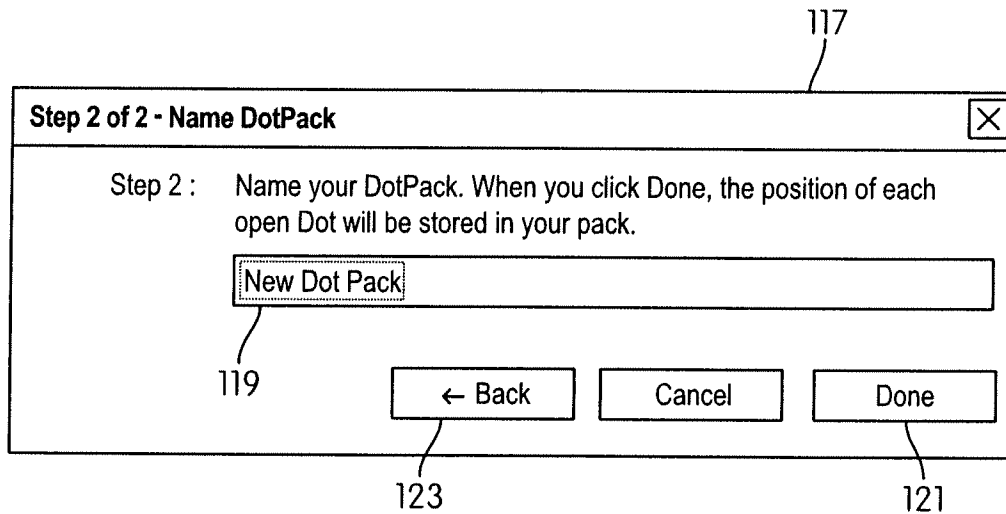 117
Step 2 of 2 - Name DotPack
Step 2 : Name your DotPack. When you click Done, the position of each
open Dot will be stored in your pack.
New Dot Pack
119
← Back Cancel Done
123 121